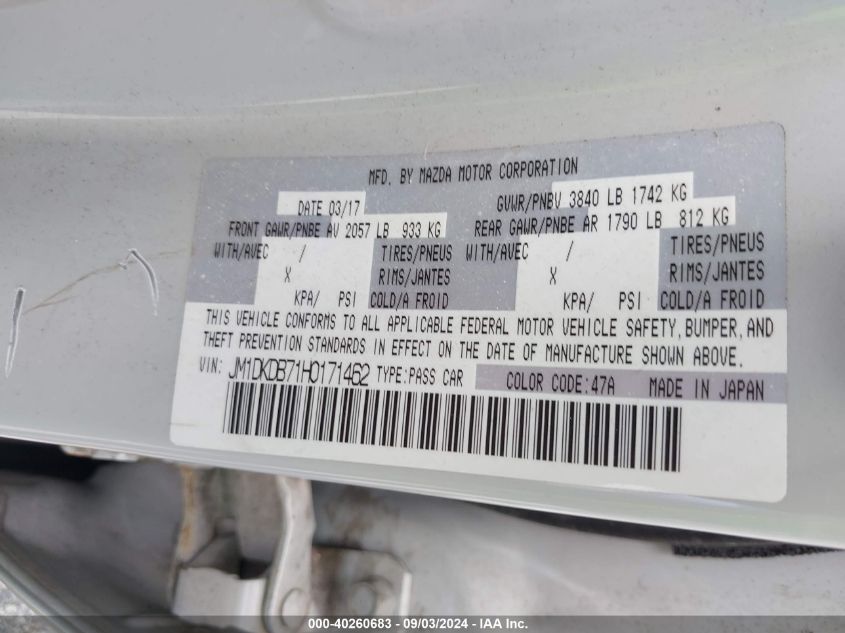 MFD. BY MAZDA MOTOR CORPORATION
DATE 03/17 GVWR/PNBV 3840 LB 1742 KG
FRONT GAWR/PNBE AV 2057 LB 933 KG REAR GAWR/PNBE AR 1790 LB 812 KG
WITH/AVEC / TIRES/PNEUS WITH/AVEC / TIRES/PNEUS
X RIMS/JANTES X RIMS/JANTES
KPA/ PSI COLD/A FROID KPA/ PSI COLD/A FROID
THIS VEHICLE CONFORMS TO ALL APPLICABLE FEDERAL MOTOR VEHICLE SAFETY, BUMPER, AND
THEFT PREVENTION STANDARDS IN EFFECT ON THE DATE OF MANUFACTURE SHOWN ABOVE.
VIN: JM1DKDB71H0171462 TYPE:PASS CAR COLOR CODE:47A MADE IN JAPAN
000-40260683 - 09/03/2024 - IAA Inc.